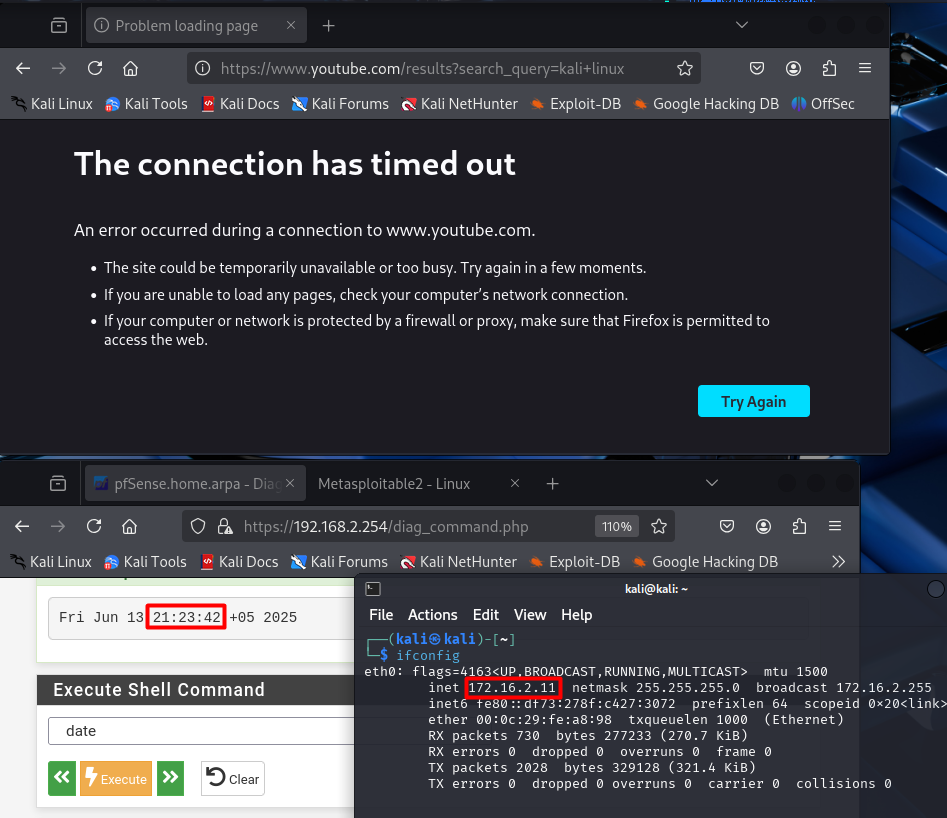 Problem loading page
https://www.youtube.com/results?search_query=kali+linux
Kali Linux Kali Tools Kali Docs Kali Forums Kali NetHunter Exploit-DB Google Hacking DB OffSec
The connection has timed out
An error occurred during a connection to www.youtube.com.
The site could be temporarily unavailable or too busy. Try again in a few moments.
If you are unable to load any pages, check your computer’s network connection.
If your computer or network is protected by a firewall or proxy, make sure that Firefox is permitted to
access the web.
Try Again
pfSense.home.arpa - Diag Metasploitable2 - Linux
https://192.168.2.254/diag_command.php 110%
Kali Linux Kali Tools Kali Docs Kali Forums Kali NetHunter Exploit-DB Google Hacking DB
Fri Jun 13 21:23:42 +05 2025
Execute Shell Command
date
Execute Clear
kali@kali: ~
File Actions Edit View Help
┌──(kali㉿kali)-[~]
└─$ ifconfig
eth0: flags=4163<UP,BROADCAST,RUNNING,MULTICAST> mtu 1500
inet 172.16.2.11 netmask 255.255.255.0 broadcast 172.16.2.255
inet6 fe80::df73:278f:c427:3072 prefixlen 64 scopeid 0×20<link>
ether 00:0c:29:fe:a8:98 txqueuelen 1000 (Ethernet)
RX packets 730 bytes 277233 (270.7 KiB)
RX errors 0 dropped 0 overruns 0 frame 0
TX packets 2028 bytes 329128 (321.4 KiB)
TX errors 0 dropped 0 overruns 0 carrier 0 collisions 0